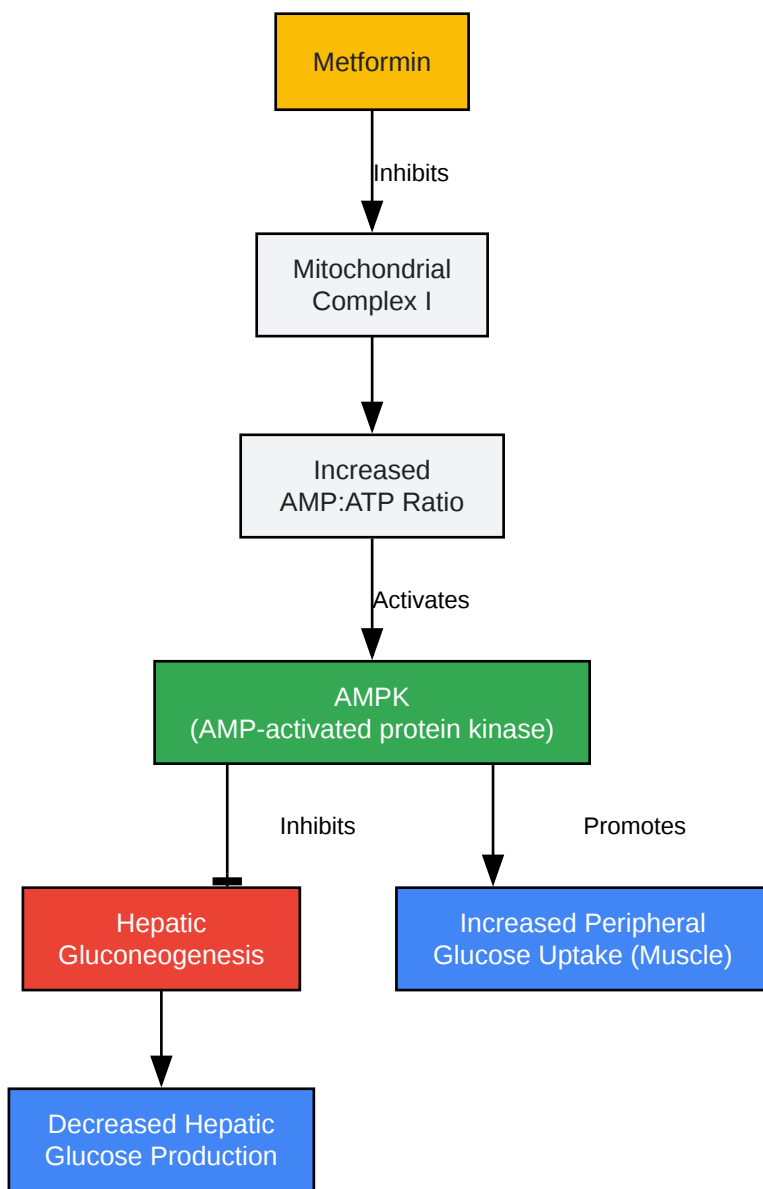 Metformin
Inhibits
Mitochondrial
Complex I
Increased
AMP:ATP Ratio
Activates
AMPK
(AMP-activated protein kinase)
Inhibits
Promotes
Hepatic
Gluconeogenesis
Increased Peripheral
Glucose Uptake (Muscle)
Decreased Hepatic
Glucose Production